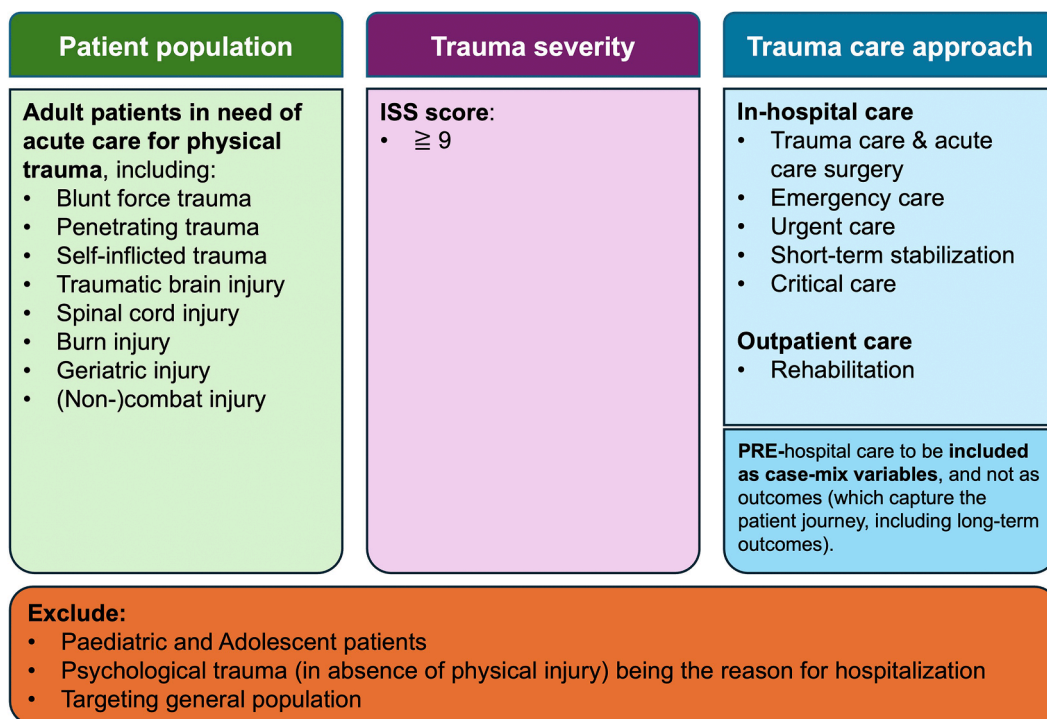 Patient population
Adult patients in need of
acute care for physical
trauma, including:
• Blunt force trauma
• Penetrating trauma
• Self-inflicted trauma
• Traumatic brain injury
• Spinal cord injury
• Burn injury
• Geriatric injury
• (Non-)combat injury
Trauma severity
ISS score:
• ≧ 9
Trauma care approach
In-hospital care
• Trauma care & acute
care surgery
• Emergency care
• Urgent care
• Short-term stabilization
• Critical care
Outpatient care
• Rehabilitation
PRE-hospital care to be included
as case-mix variables, and not as
outcomes (which capture the
patient journey, including long-term
outcomes).
Exclude:
• Paediatric and Adolescent patients
• Psychological trauma (in absence of physical injury) being the reason for hospitalization
• Targeting general population